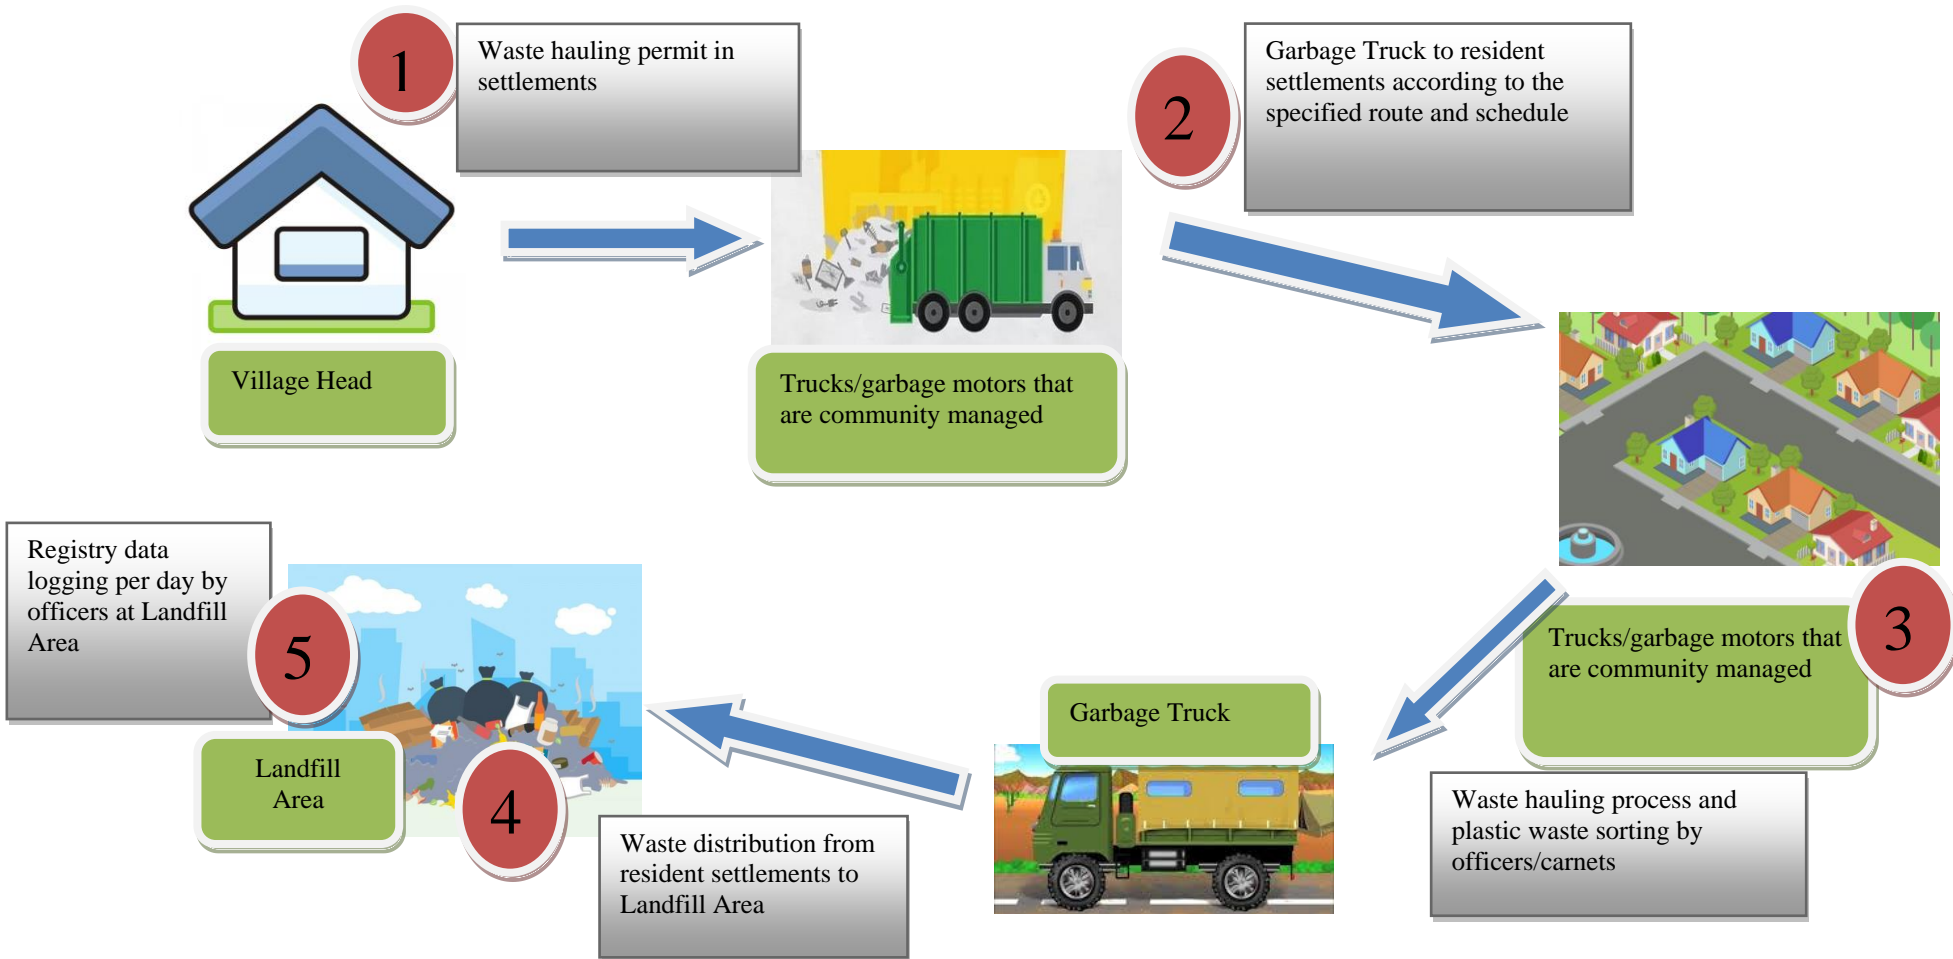 1
Waste hauling permit in
settlements
Village Head
Trucks/garbage motors that
are community managed
2
Garbage Truck to resident
settlements according to the
specified route and schedule
3
Trucks/garbage motors that
are community managed
Waste hauling process and
plastic waste sorting by
officers/carnets
Garbage Truck
4
Waste distribution from
resident settlements to
Landfill Area
5
Registry data
logging per day by
officers at Landfill
Area
Landfill
Area